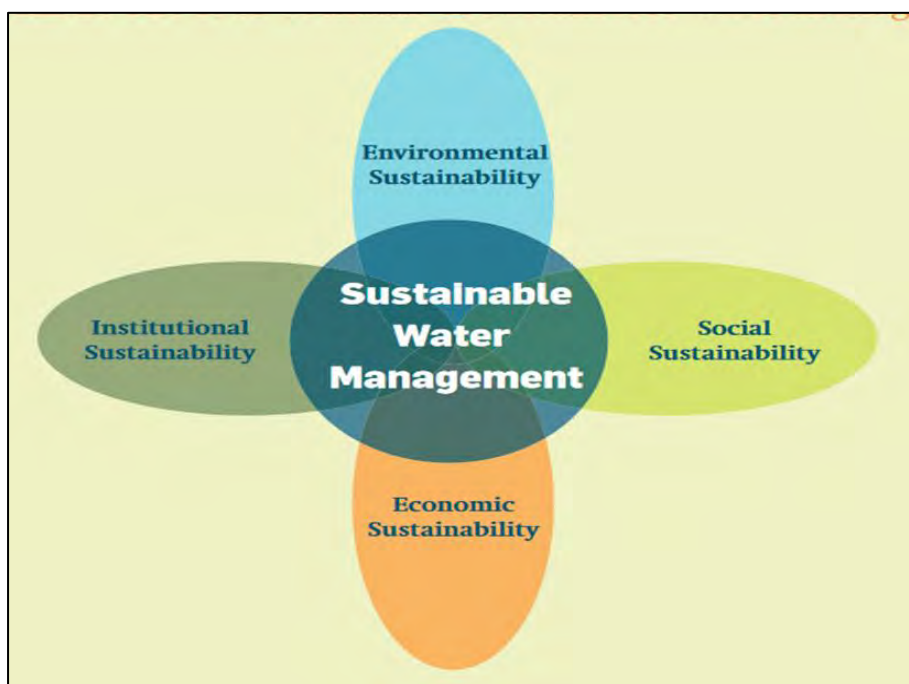 Environmental
Sustainability
Sustainable
Water
Management
Institutional
Sustainability
Social
Sustainability
Economic
Sustainability